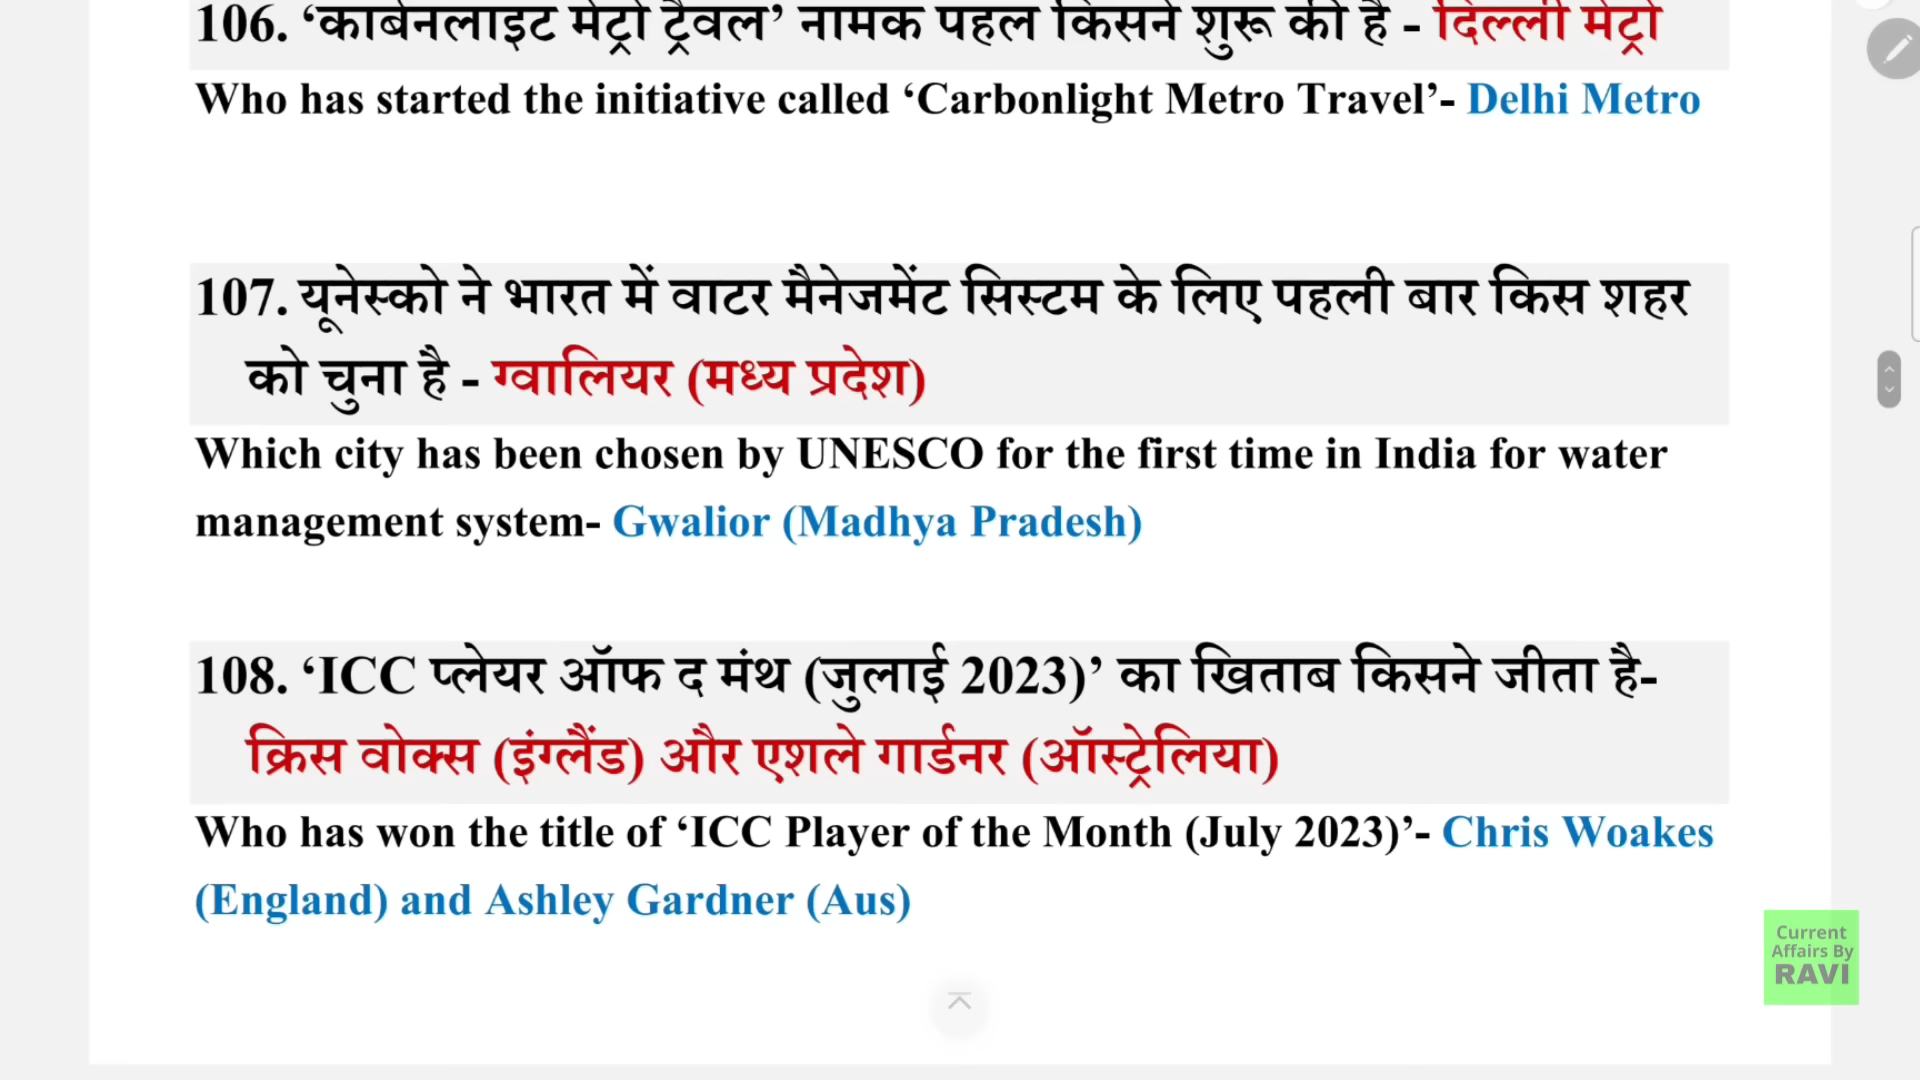 106. ‘कार्बनलाइट मेट्रो ट्रैवल’ नामक पहल किसने शुरू की है - दिल्ली मेट्रो
Who has started the initiative called ‘Carbonlight Metro Travel’- Delhi Metro
107. यूनेस्को ने भारत में वाटर मैनेजमेंट सिस्टम के लिए पहली बार किस शहर
को चुना है - ग्वालियर (मध्य प्रदेश)
Which city has been chosen by UNESCO for the first time in India for water
management system- Gwalior (Madhya Pradesh)
108. ‘ICC प्लेयर ऑफ द मंथ (जुलाई 2023)’ का खिताब किसने जीता है-
क्रिस वोक्स (इंग्लैंड) और एशले गार्डनर (ऑस्ट्रेलिया)
Who has won the title of ‘ICC Player of the Month (July 2023)’- Chris Woakes
(England) and Ashley Gardner (Aus)
Current
Affairs By
RAVI